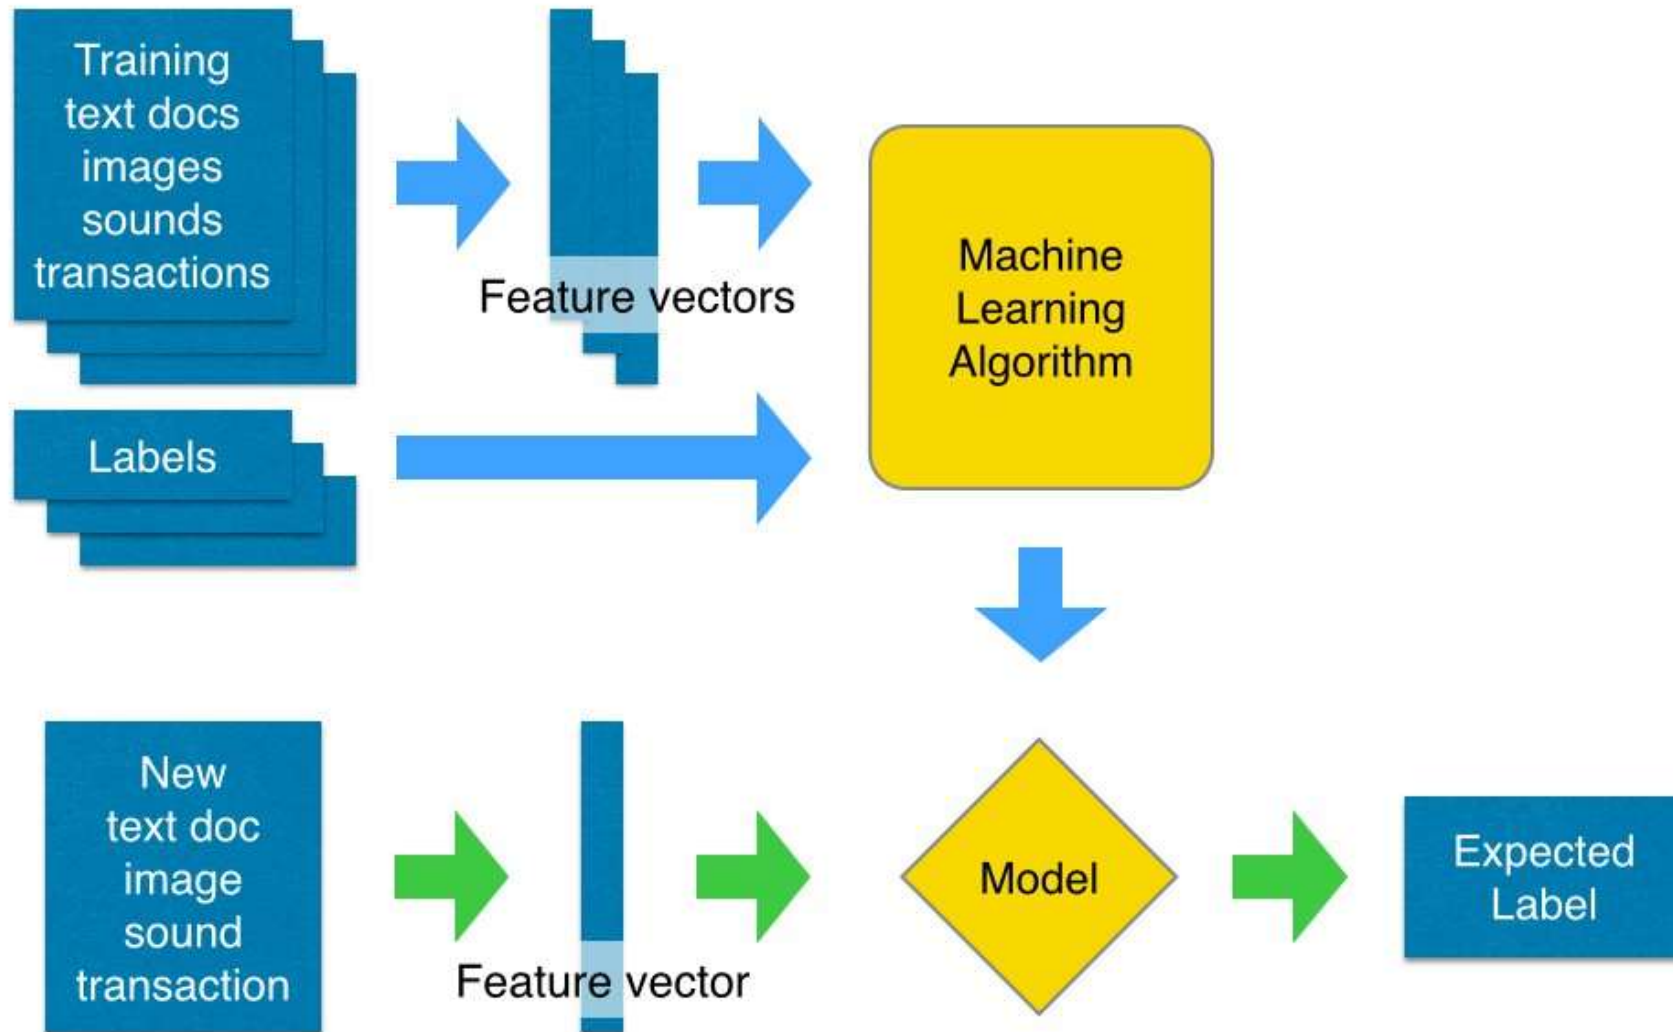 Training
text docs
images
sounds
transactions
Feature vectors
Machine
Learning
Algorithm
Labels
New
text doc
image
sound
transaction
Feature vector
Model
Expected
Label